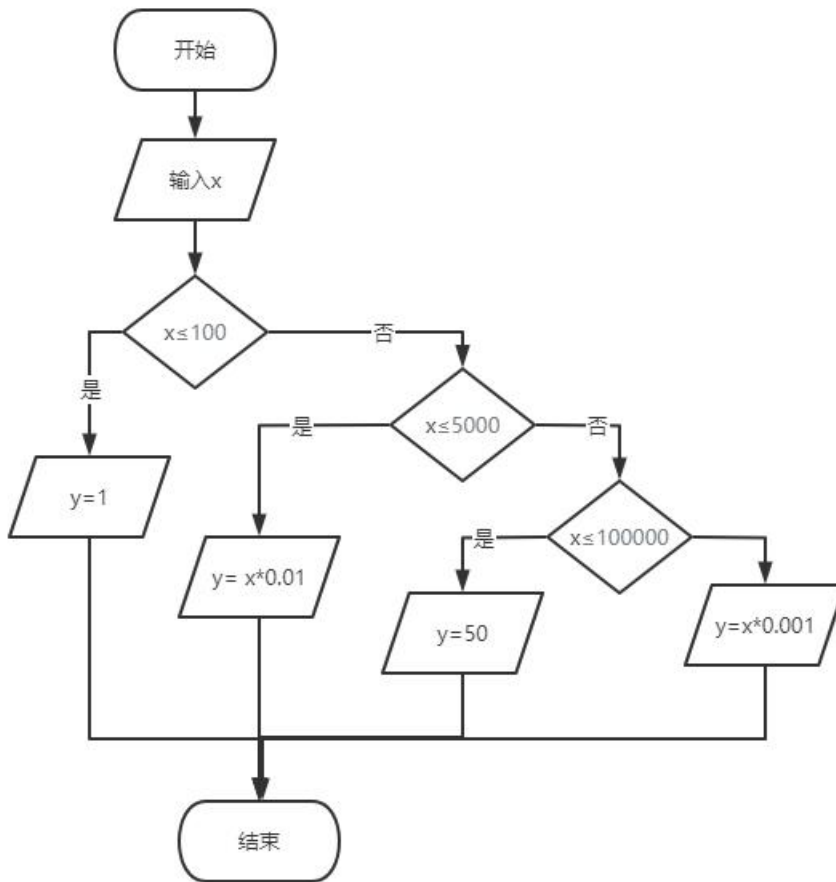 开始
输入x
x≤100
否
是
x≤5000
是
否
y=1
x≤100000
是
y= x*0.01
y=50
y=x*0.001
结束